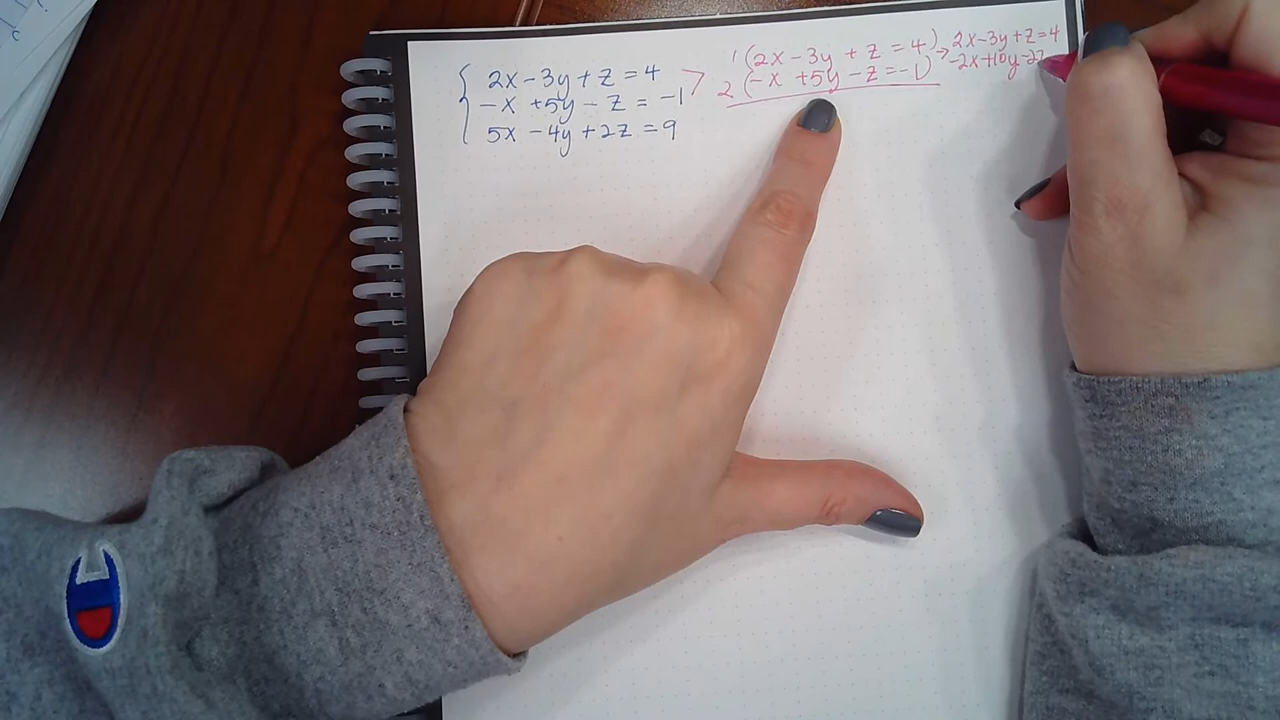 2x - 3y + z = 4
-x + 5y - z = -1
5x - 4y + 2z = 9
1 (2x - 3y + z = 4) → 2x - 3y + z = 4
2 (-x + 5y - z = -1) -2x + 10y - 2z